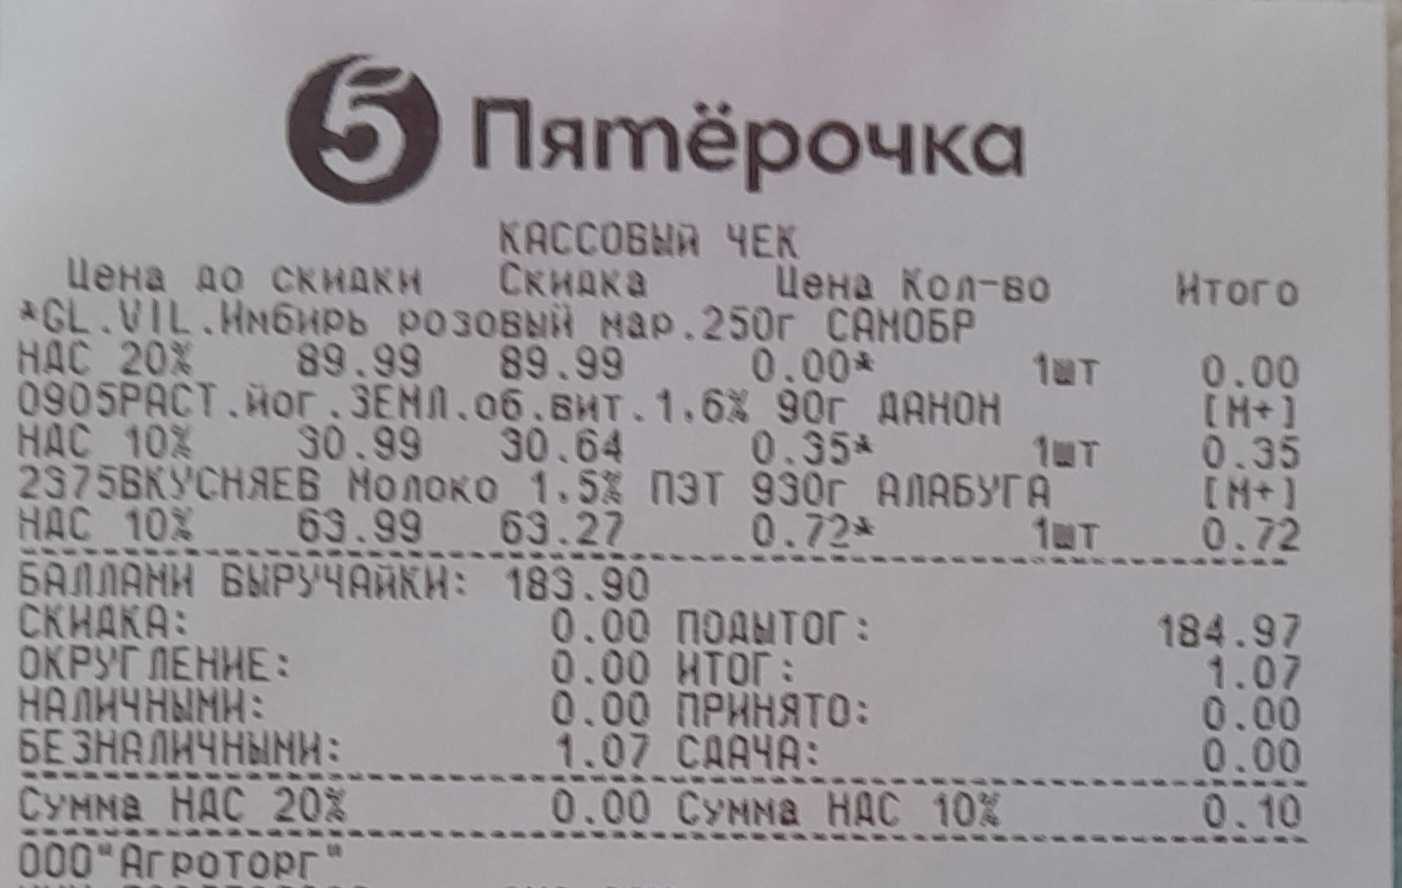 5 Пятёрочка
КАССОВЫЙ ЧЕК
Цена до скидки Скидка Цена Кол-во Итого
*GL.VIL.Имбирь розовый мар.250г САМОБР
НДС 20% 89.99 89.99 0.00* 1шт 0.00
0905РАСТ.йог.ЗЕМЛ.об.вит.1.6% 90г ДАНОН [М+]
НДС 10% 30.99 30.64 0.35* 1шт 0.35
2375ВКУСНЯЕВ Молоко 1.5% ПЭТ 930г АЛАБУГА [М+]
НДС 10% 63.99 63.27 0.72* 1шт 0.72
БАЛЛАМИ ВЫРУЧАЙКИ: 183.90
СКИДКА: 0.00 ПОДЫТОГ: 184.97
ОКРУГЛЕНИЕ: 0.00 ИТОГ: 1.07
НАЛИЧНЫМИ: 0.00 ПРИНЯТО: 0.00
БЕЗНАЛИЧНЫМИ: 1.07 СДАЧА: 0.00
Сумма НДС 20% 0.00 Сумма НДС 10% 0.10
ООО"Агроторг"